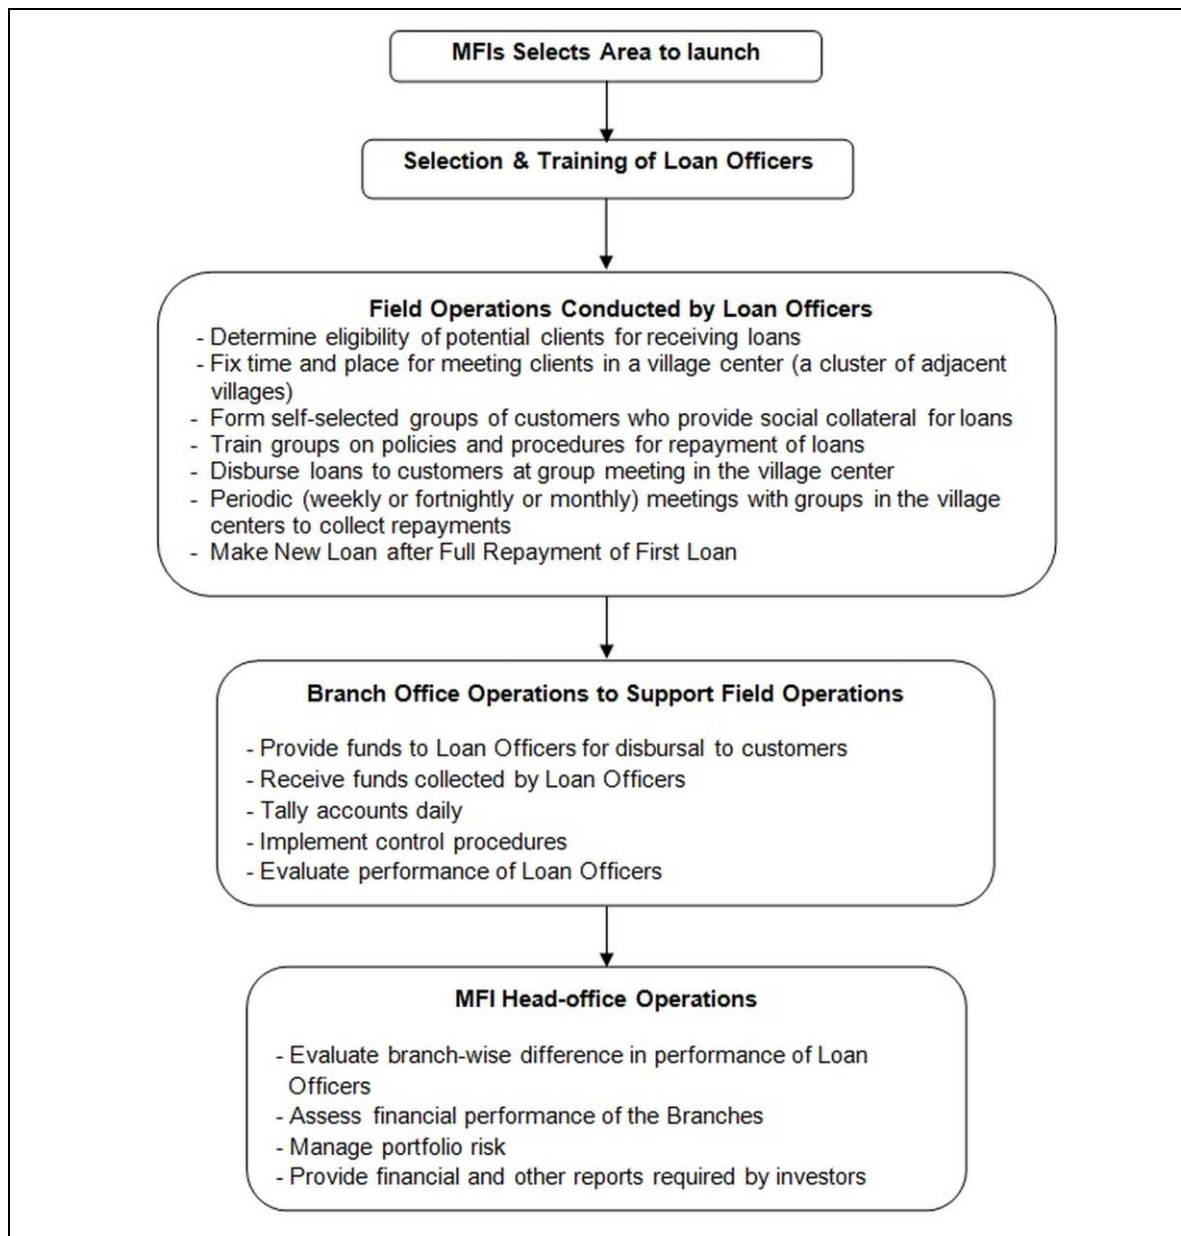 MFIs Selects Area to launch
Selection & Training of Loan Officers
Field Operations Conducted by Loan Officers
- Determine eligibility of potential clients for receiving loans
- Fix time and place for meeting clients in a village center (a cluster of adjacent
villages)
- Form self-selected groups of customers who provide social collateral for loans
- Train groups on policies and procedures for repayment of loans
- Disburse loans to customers at group meeting in the village center
- Periodic (weekly or fortnightly or monthly) meetings with groups in the village
centers to collect repayments
- Make New Loan after Full Repayment of First Loan
Branch Office Operations to Support Field Operations
- Provide funds to Loan Officers for disbursal to customers
- Receive funds collected by Loan Officers
- Tally accounts daily
- Implement control procedures
- Evaluate performance of Loan Officers
MFI Head-office Operations
- Evaluate branch-wise difference in performance of Loan
Officers
- Assess financial performance of the Branches
- Manage portfolio risk
- Provide financial and other reports required by investors